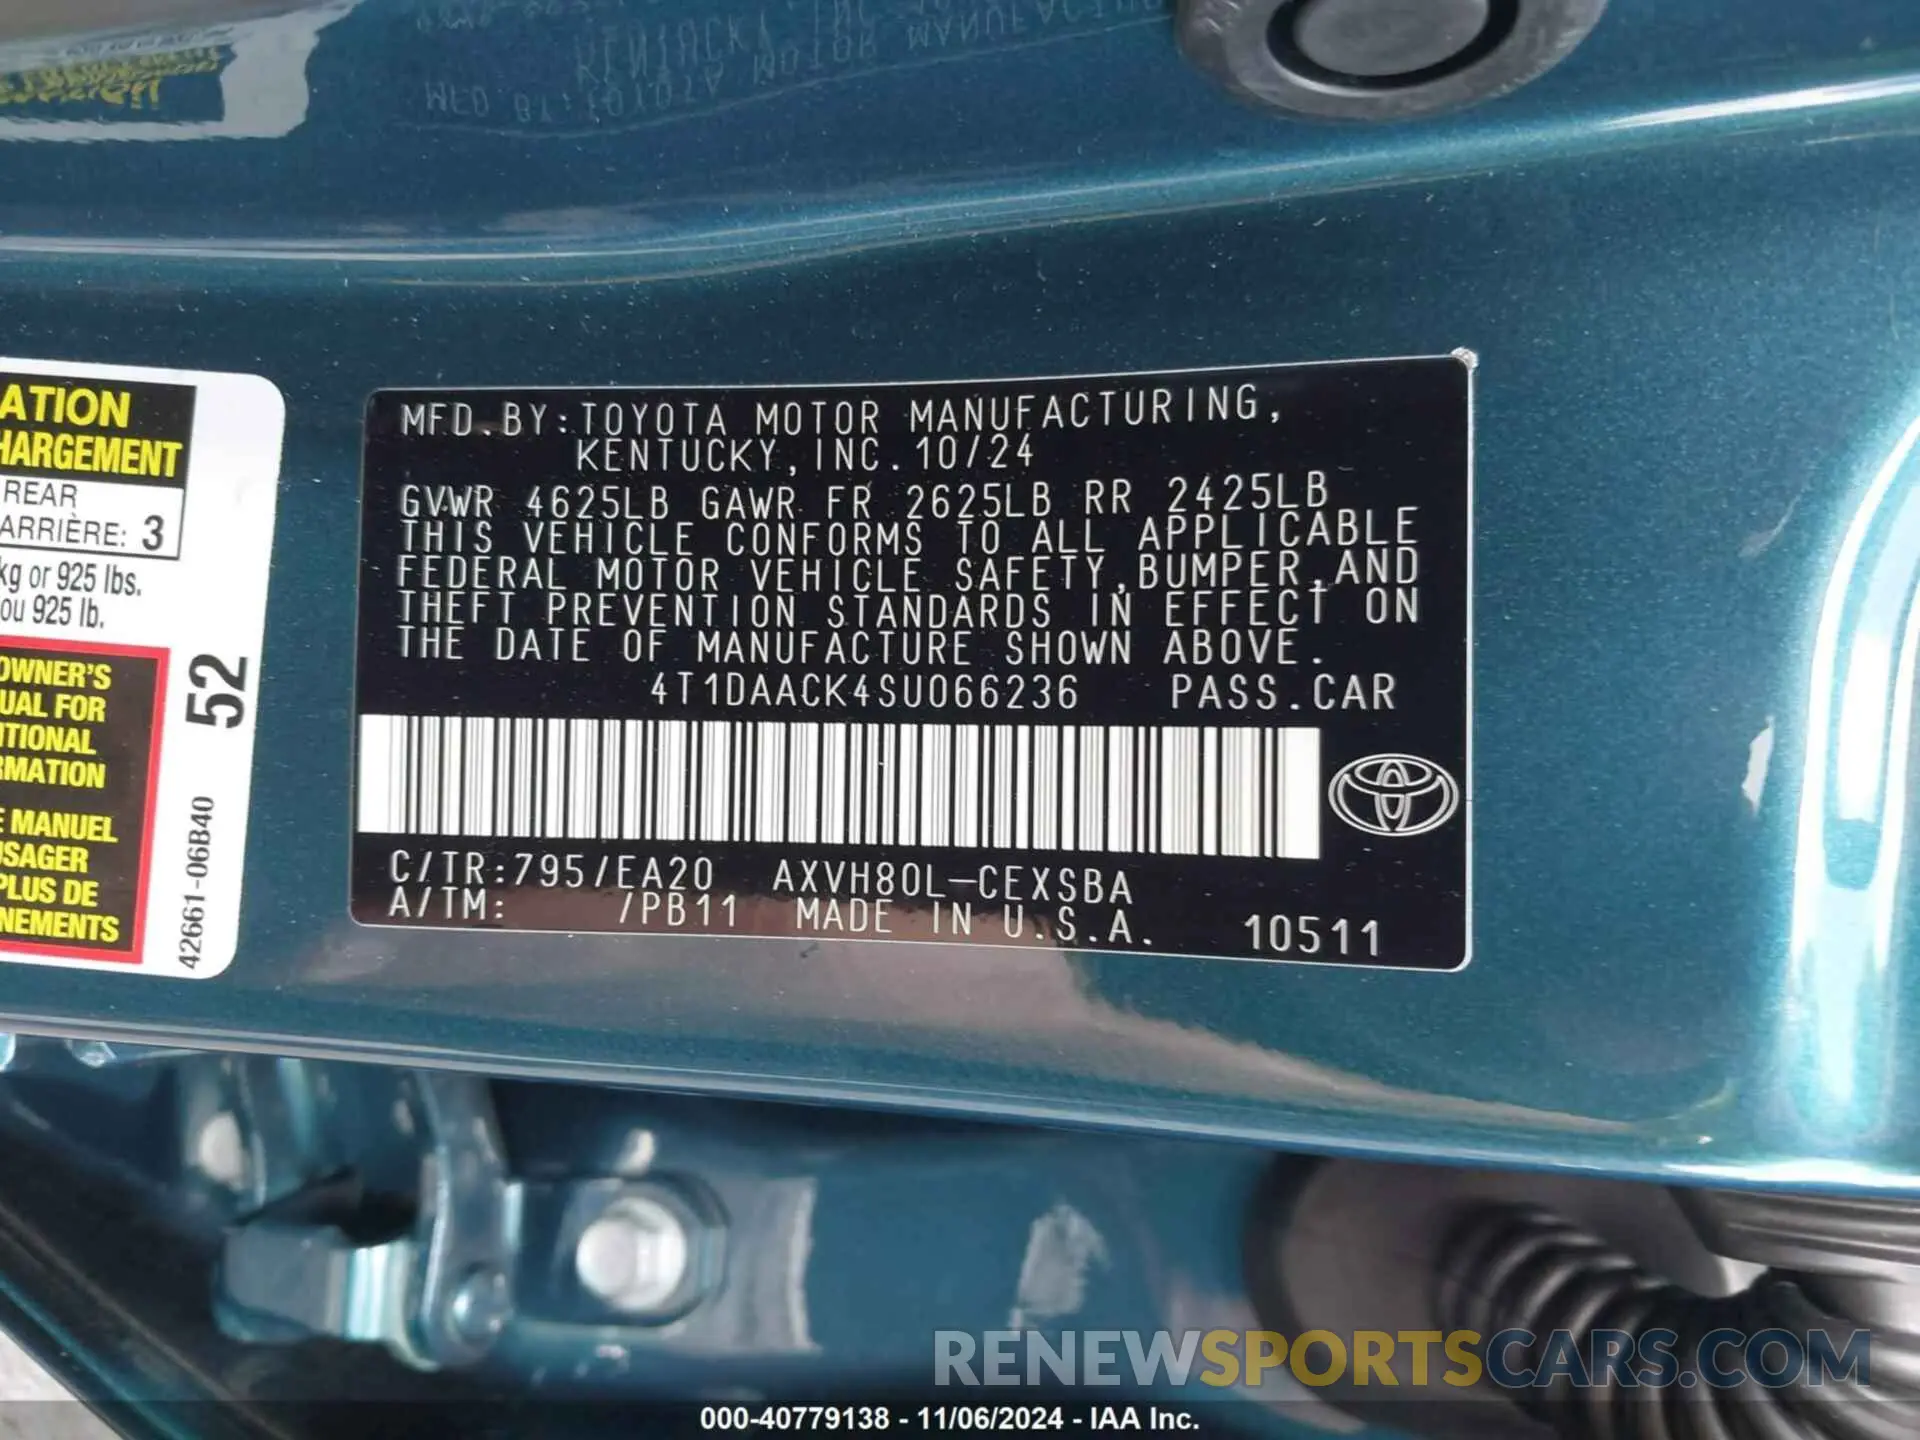 MFD. BY: TOYOTA MOTOR MANUFACTURING,
KENTUCKY, INC. 10/24
GVWR 4625LB GAWR FR 2625LB RR 2425LB
THIS VEHICLE CONFORMS TO ALL APPLICABLE
FEDERAL MOTOR VEHICLE SAFETY, BUMPER, AND
THEFT PREVENTION STANDARDS IN EFFECT ON
THE DATE OF MANUFACTURE SHOWN ABOVE.
4T1DAACK4SU066236 PASS. CAR
C/TR: 795/EA20 AXVH80L-CEXSBA
A/TM: /PB11 MADE IN U.S.A. 10511
ATION
HARGEMENT
REAR
ARRIÈRE: 3
kg or 925 lbs.
ou 925 lb.
OWNER'S
UAL FOR
ITIONAL
RMATION
E MANUEL
USAGER
PLUS DE
NEMENTS
52
42661-06B40
RENEWSPORTSCARS.COM
000-40779138 - 11/06/2024 - IAA Inc.